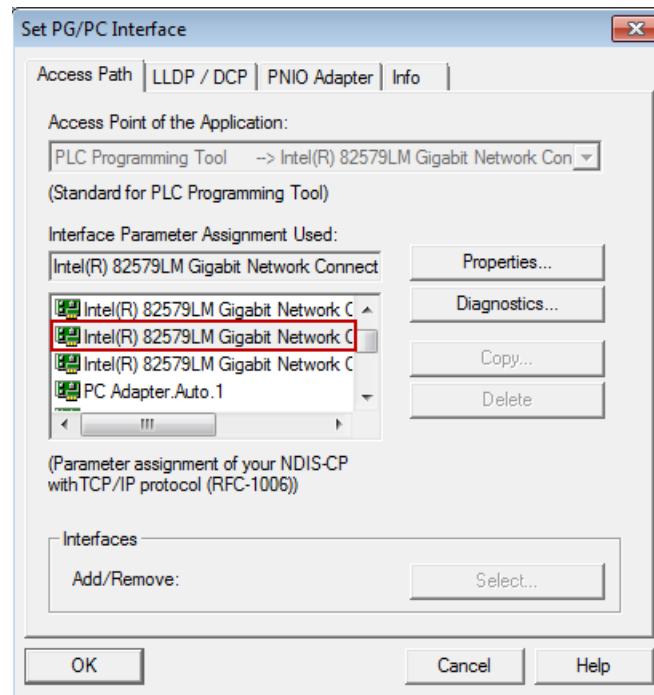 Set PG/PC Interface
Access Path LLDP / DCP PNIO Adapter Info
Access Point of the Application:
PLC Programming Tool --> Intel(R) 82579LM Gigabit Network Con
(Standard for PLC Programming Tool)
Interface Parameter Assignment Used:
Intel(R) 82579LM Gigabit Network Connect
Properties...
Intel(R) 82579LM Gigabit Network C
Diagnostics...
Intel(R) 82579LM Gigabit Network C
Intel(R) 82579LM Gigabit Network C
Copy...
PC Adapter.Auto.1
Delete
(Parameter assignment of your NDIS-CP
withTCP/IP protocol (RFC-1006))
Interfaces
Add/Remove:
Select...
OK
Cancel
Help